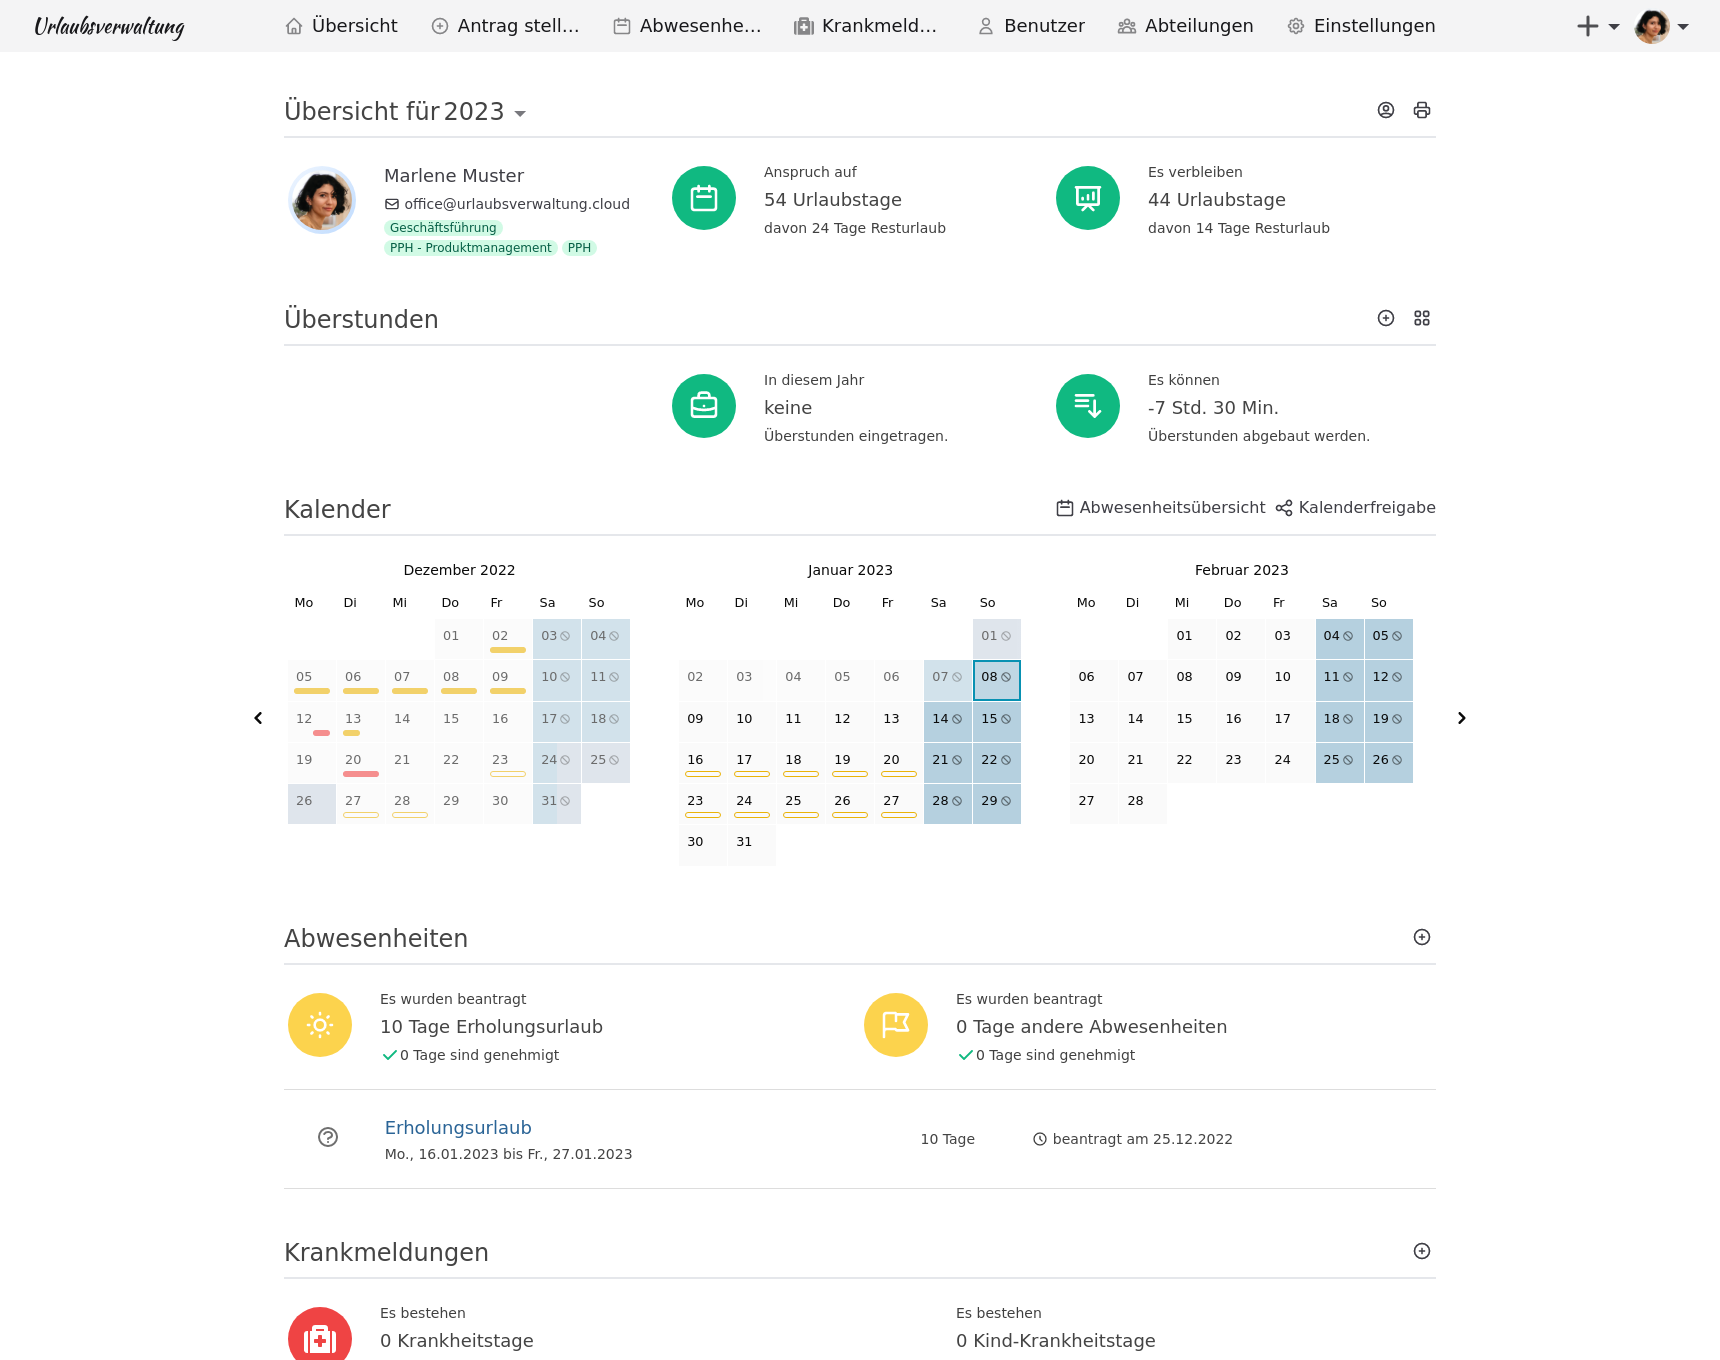 Urlaubsverwaltung
Übersicht Antrag stell... Abwesenhe... Krankmeld... Benutzer Abteilungen Einstellungen
Übersicht für 2023
Marlene Muster
office@urlaubsverwaltung.cloud
Geschäftsführung
PPH - Produktmanagement PPH
Anspruch auf
54 Urlaubstage
davon 24 Tage Resturlaub
Es verbleiben
44 Urlaubstage
davon 14 Tage Resturlaub
Überstunden
In diesem Jahr
keine
Überstunden eingetragen.
Es können
-7 Std. 30 Min.
Überstunden abgebaut werden.
Kalender
Abwesenheitsübersicht Kalenderfreigabe
Dezember 2022
Mo Di Mi Do Fr Sa So
01 02 03 04
05 06 07 08 09 10 11
12 13 14 15 16 17 18
19 20 21 22 23 24 25
26 27 28 29 30 31
Januar 2023
Mo Di Mi Do Fr Sa So
01
02 03 04 05 06 07 08
09 10 11 12 13 14 15
16 17 18 19 20 21 22
23 24 25 26 27 28 29
30 31
Februar 2023
Mo Di Mi Do Fr Sa So
01 02 03 04 05
06 07 08 09 10 11 12
13 14 15 16 17 18 19
20 21 22 23 24 25 26
27 28
Abwesenheiten
Es wurden beantragt
10 Tage Erholungsurlaub
0 Tage sind genehmigt
Es wurden beantragt
0 Tage andere Abwesenheiten
0 Tage sind genehmigt
Erholungsurlaub
Mo., 16.01.2023 bis Fr., 27.01.2023
10 Tage
beantragt am 25.12.2022
Krankmeldungen
Es bestehen
0 Krankheitstage
Es bestehen
0 Kind-Krankheitstage